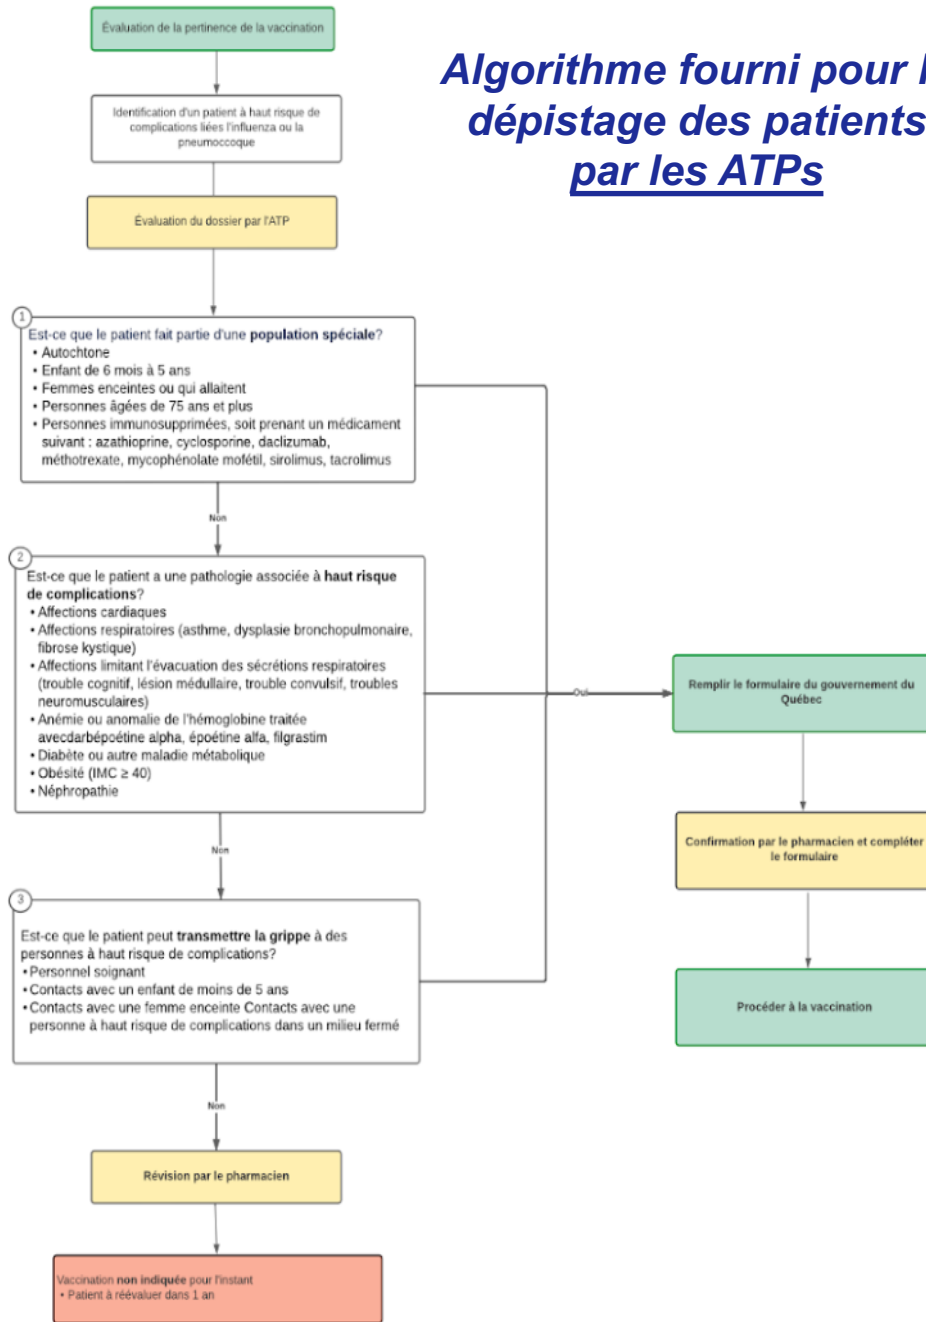 Évaluation de la pertinence de la vaccination
Algorithme fourni pour l
dépistage des patients
par les ATPs
Identification d'un patient à haut risque de
complications liées l'influenza ou la
pneumoccoque
Évaluation du dossier par l'ATP
1
Est-ce que le patient fait partie d'une population spéciale?
• Autochtone
• Enfant de 6 mois à 5 ans
• Femmes enceintes ou qui allaitent
• Personnes âgées de 75 ans et plus
• Personnes immunosupprimées, soit prenant un médicament
suivant : azathioprine, cyclosporine, daclizumab,
méthotrexate, mycophénolate mofétil, sirolimus, tacrolimus
Non
2
Est-ce que le patient a une pathologie associée à haut risque
de complications?
• Affections cardiaques
• Affections respiratoires (asthme, dysplasie bronchopulmonaire,
fibrose kystique)
• Affections limitant l'évacuation des sécrétions respiratoires
(trouble cognitif, lésion médullaire, trouble convulsif, troubles
neuromusculaires)
• Anémie ou anomalie de l'hémoglobine traitée
avecdarbépoétine alpha, époétine alfa, filgrastim
• Diabète ou autre maladie métabolique
• Obésité (IMC ≥ 40)
• Néphropathie
Oui
Remplir le formulaire du gouvernement du
Québec
Confirmation par le pharmacien et compléter
le formulaire
Procéder à la vaccination
Non
3
Est-ce que le patient peut transmettre la grippe à des
personnes à haut risque de complications?
• Personnel soignant
• Contacts avec un enfant de moins de 5 ans
• Contacts avec une femme enceinte Contacts avec une
personne à haut risque de complications dans un milieu fermé
Non
Révision par le pharmacien
Vaccination non indiquée pour l'instant
• Patient à réévaluer dans 1 an